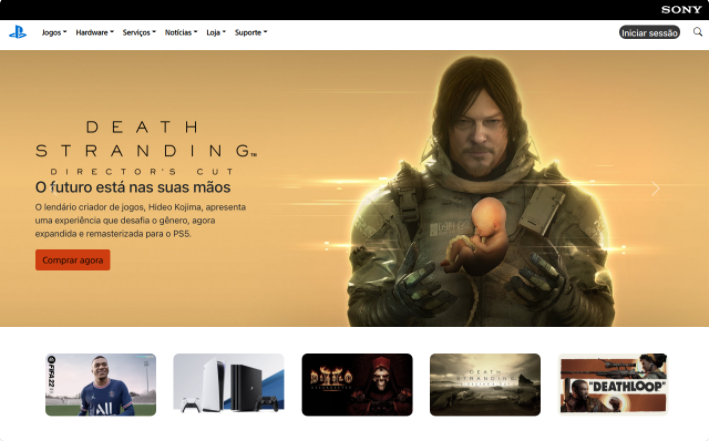 SONY
Jogos Hardware Serviços Notícias Loja Suporte Iniciar sessão
DEATH
STRANDING™
DIRECTOR'S CUT
O futuro está nas suas mãos
O lendário criador de jogos, Hideo Kojima, apresenta
uma experiência que desafia o gênero, agora
expandida e remasterizada para o PS5.
Comprar agora
FIFA 22
DIABLO
DEATH
STRANDING
"DEATHLOOP"